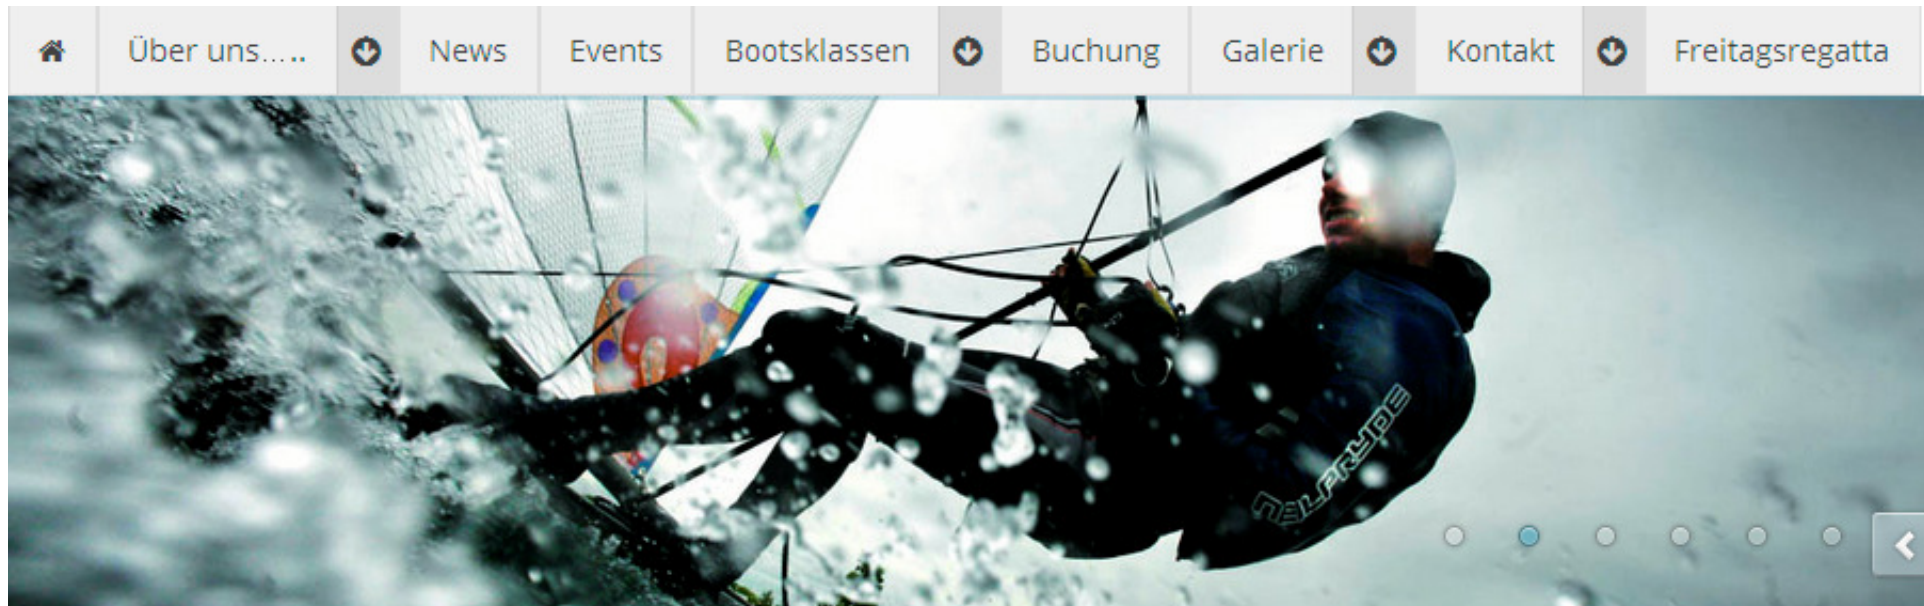 Über uns..... News Events Bootsklassen Buchung Galerie Kontakt Freitagsregatta
NEILPRYDE